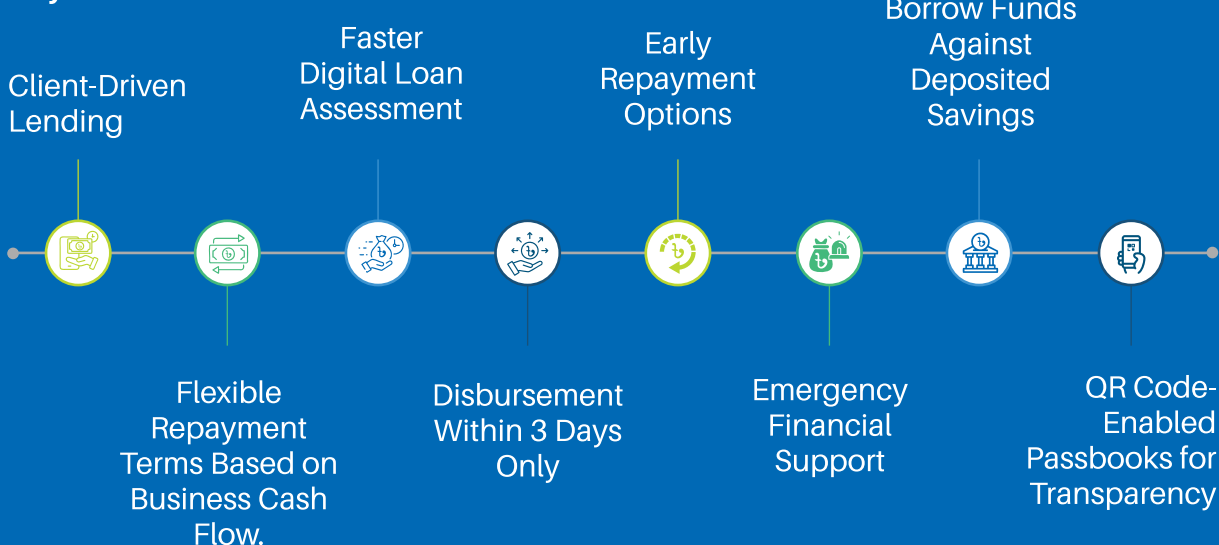 Client-Driven
Lending
Flexible
Repayment
Terms Based on
Business Cash
Flow.
Faster
Digital Loan
Assessment
Disbursement
Within 3 Days
Only
Early
Repayment
Options
Emergency
Financial
Support
Borrow Funds
Against
Deposited
Savings
QR Code-
Enabled
Passbooks for
Transparency